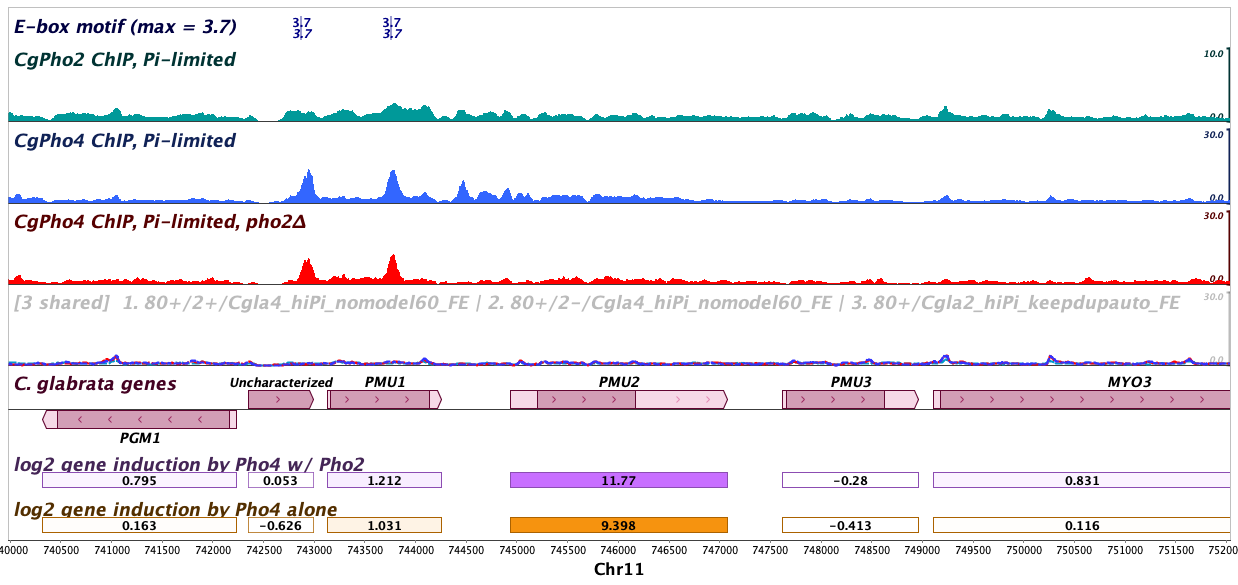 E-box motif (max = 3.7)
3.7 3.7
3.7 3.7
CgPho2 ChIP, Pi-limited
10.0
0.0
CgPho4 ChIP, Pi-limited
30.0
0.0
CgPho4 ChIP, Pi-limited, pho2Δ
30.0
0.0
[3 shared] 1. 80+/2+/Cgla4_hiPi_nomodel60_FE | 2. 80+/2-/Cgla4_hiPi_nomodel60_FE | 3. 80+/Cgla2_hiPi_keepdupauto_FE
30.0
0.0
C. glabrata genes
Uncharacterized PMU1 PMU2 PMU3 MYO3
PGM1
log2 gene induction by Pho4 w/ Pho2
0.795 0.053 1.212 11.77 −0.28 0.831
log2 gene induction by Pho4 alone
0.163 −0.626 1.031 9.398 −0.413 0.116
40000 740500 741000 741500 742000 742500 743000 743500 744000 744500 745000 745500 746000 746500 747000 747500 748000 748500 749000 749500 750000 750500 751000 751500 75200
Chr11